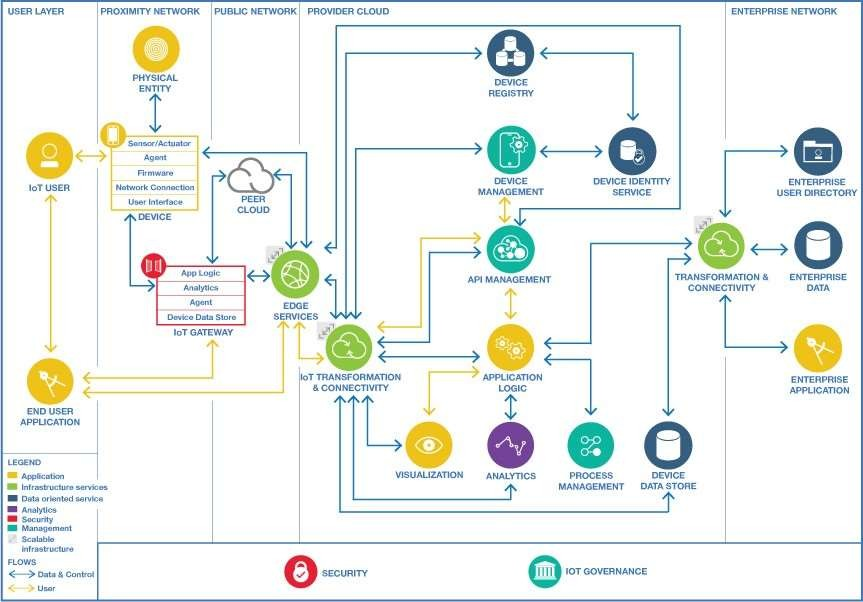 USER LAYER
PROXIMITY NETWORK
PUBLIC NETWORK
PROVIDER CLOUD
ENTERPRISE NETWORK
PHYSICAL
ENTITY
DEVICE
REGISTRY
Sensor/Actuator
Agent
Firmware
Network Connection
User Interface
DEVICE
IoT USER
PEER
CLOUD
DEVICE
MANAGEMENT
DEVICE IDENTITY
SERVICE
ENTERPRISE
USER DIRECTORY
App Logic
Analytics
Agent
Device Data Store
IoT GATEWAY
EDGE
SERVICES
API MANAGEMENT
TRANSFORMATION &
CONNECTIVITY
ENTERPRISE
DATA
IoT TRANSFORMATION
& CONNECTIVITY
APPLICATION
LOGIC
ENTERPRISE
APPLICATION
END USER
APPLICATION
VISUALIZATION
ANALYTICS
PROCESS
MANAGEMENT
DEVICE
DATA STORE
LEGEND
Application
Infrastructure services
Data oriented service
Analytics
Security
Management
Scalable
infrastructure
FLOWS
Data & Control
User
SECURITY
IOT GOVERNANCE